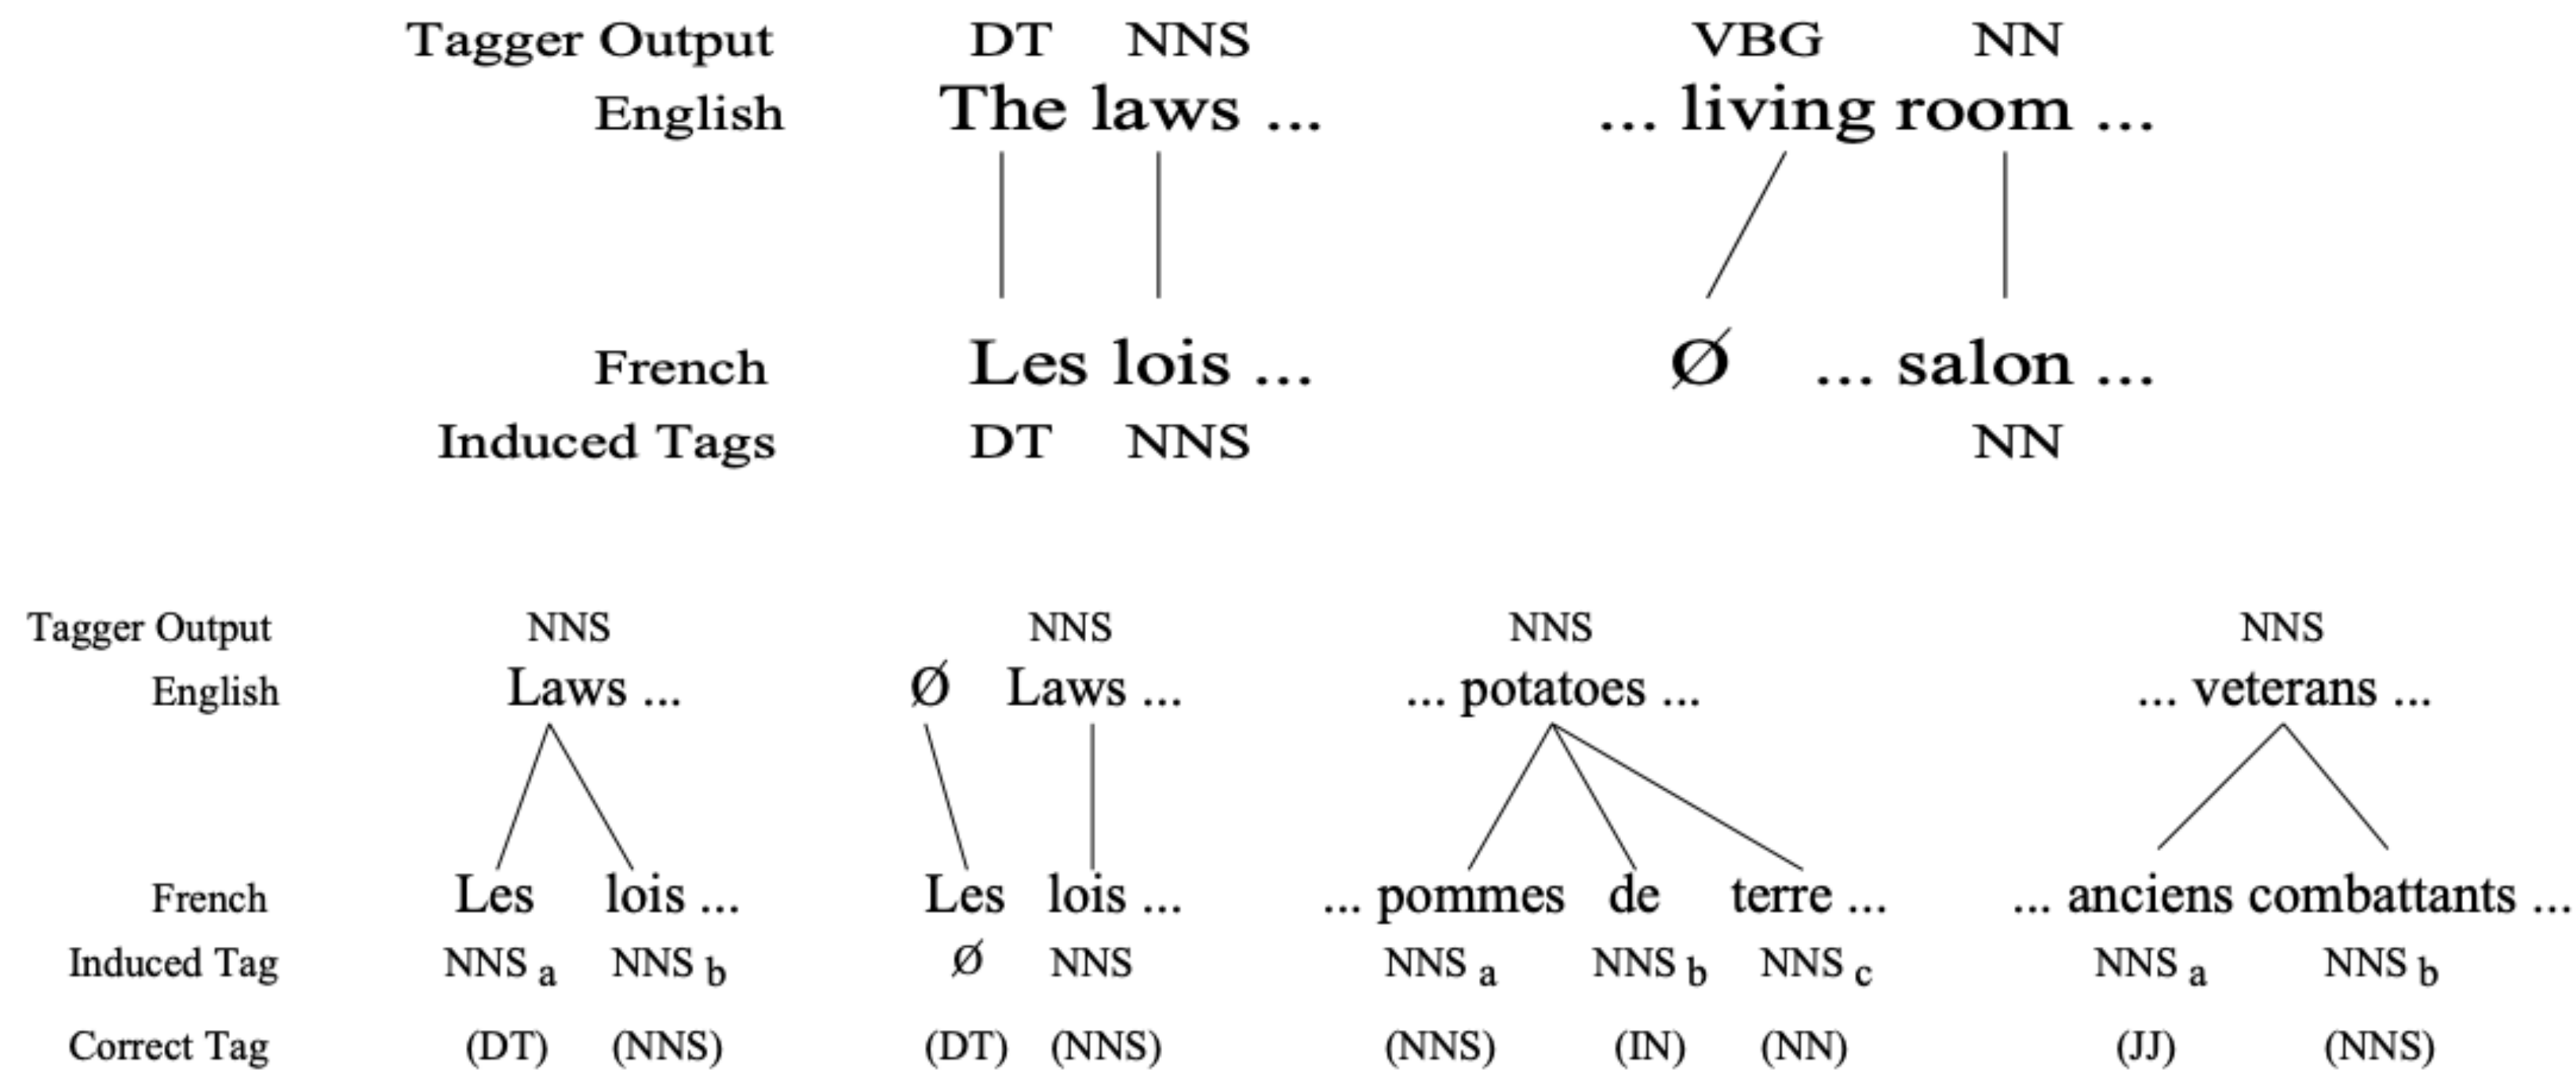 Tagger Output DT NNS VBG NN
English The laws ... ... living room ...
French Les lois ... Ø ... salon ...
Induced Tags DT NNS NN
Tagger Output NNS NNS NNS NNS
English Laws ... Ø Laws ... ... potatoes ... ... veterans ...
French Les lois ... Les lois ... ... pommes de terre ... ... anciens combattants ...
Induced Tag NNS a NNS b Ø NNS NNS a NNS b NNS c NNS a NNS b
Correct Tag (DT) (NNS) (DT) (NNS) (NNS) (IN) (NN) (JJ) (NNS)